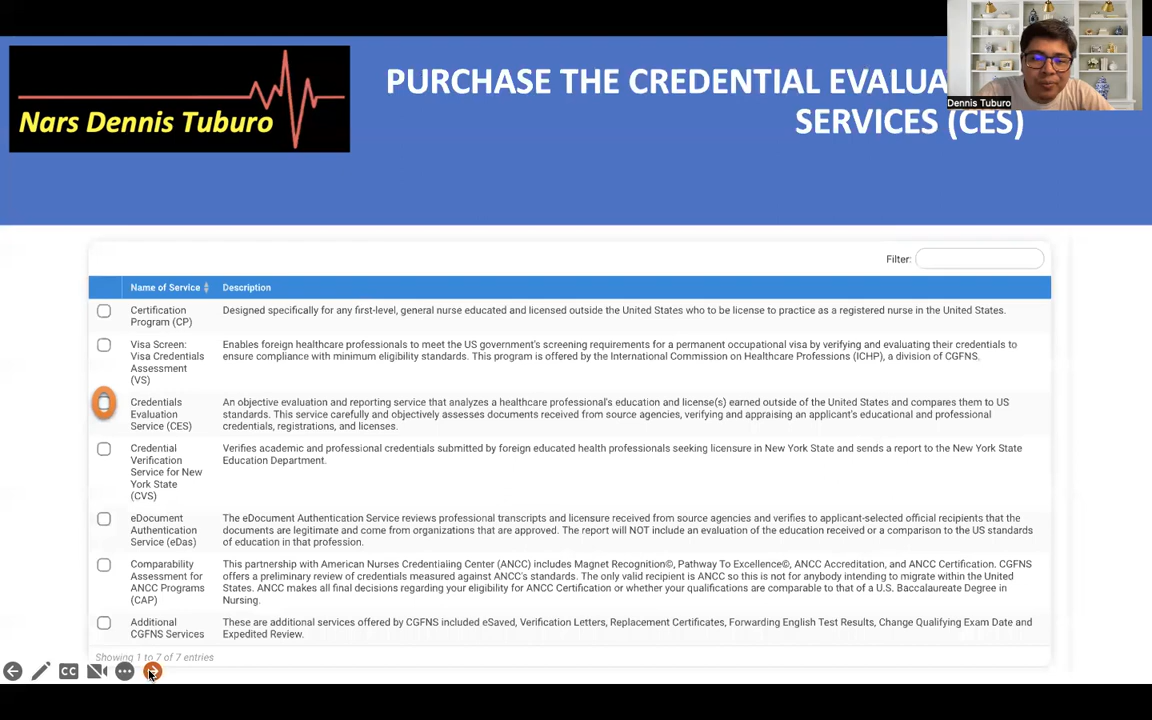 PURCHASE THE CREDENTIAL EVALUA
SERVICES (CES)
Nars Dennis Tuburo
Dennis Tuburo
Filter:
Name of Service
Description
Certification
Program (CP)
Designed specifically for any first-level, general nurse educated and licensed outside the United States who to be license to practice as a registered nurse in the United States.
Visa Screen:
Visa Credentials
Assessment
(VS)
Enables foreign healthcare professionals to meet the US government's screening requirements for a permanent occupational visa by verifying and evaluating their credentials to
ensure compliance with minimum eligibility standards. This program is offered by the International Commission on Healthcare Professions (ICHP), a division of CGFNS.
Credentials
Evaluation
Service (CES)
An objective evaluation and reporting service that analyzes a healthcare professional's education and license(s) earned outside of the United States and compares them to US
standards. This service carefully and objectively assesses documents received from source agencies, verifying and appraising an applicant's educational and professional
credentials, registrations, and licenses.
Credential
Verification
Service for New
York State
(CVS)
Verifies academic and professional credentials submitted by foreign educated health professionals seeking licensure in New York State and sends a report to the New York State
Education Department.
eDocument
Authentication
Service (eDas)
The eDocument Authentication Service reviews professional transcripts and licensure received from source agencies and verifies to applicant-selected official recipients that the
documents are legitimate and come from organizations that are approved. The report will NOT include an evaluation of the education received or a comparison to the US standards
of education in that profession.
Comparability
Assessment for
ANCC Programs
(CAP)
This partnership with American Nurses Credentialing Center (ANCC) includes Magnet Recognition©, Pathway To Excellence©, ANCC Accreditation, and ANCC Certification. CGFNS
offers a preliminary review of credentials measured against ANCC's standards. The only valid recipient is ANCC so this is not for anybody intending to migrate within the United
States. ANCC makes all final decisions regarding your eligibility for ANCC Certification or whether your qualifications are comparable to that of a U.S. Baccalaureate Degree in
Nursing.
Additional
CGFNS Services
These are additional services offered by CGFNS included eSaved, Verification Letters, Replacement Certificates, Forwarding English Test Results, Change Qualifying Exam Date and
Expedited Review.
Showing 1 to 7 of 7 entries
CC